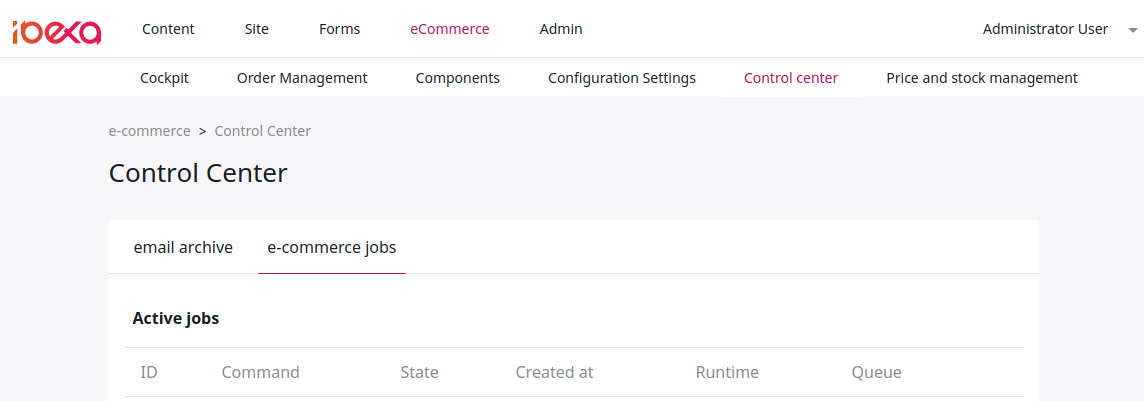 ibexa Content Site Forms eCommerce Admin Administrator User
Cockpit Order Management Components Configuration Settings Control center Price and stock management
e-commerce > Control Center
Control Center
email archive e-commerce jobs
Active jobs
ID Command State Created at Runtime Queue